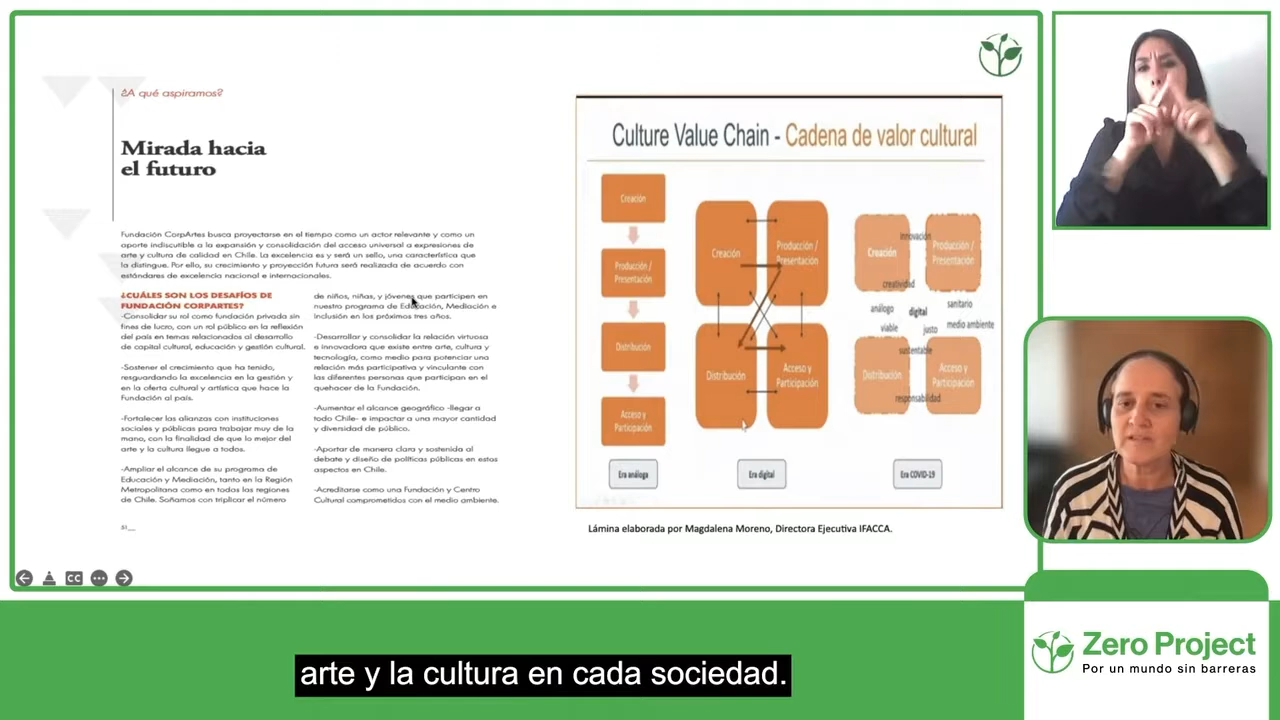 ¿A qué aspiramos?
Mirada hacia
el futuro
Fundación CorpArtes busca proyectarse en el tiempo como un actor relevante y como un
aporte indiscutible a la expansión y consolidación del acceso universal a expresiones de
arte y cultura de calidad en Chile. La excelencia es y será un sello, una característica que
la distingue. Por ello, su crecimiento y proyección futura será realizada de acuerdo con
estándares de excelencia nacional e internacionales.
¿CUÁLES SON LOS DESAFÍOS DE
FUNDACIÓN CORPARTES?
-Consolidar su rol como fundación privada sin
fines de lucro, con un rol público en la reflexión
del país en temas relacionados al desarrollo
de capital cultural, educación y gestión cultural.
-Sostener el crecimiento que ha tenido,
resguardando la excelencia en la gestión y
en la oferta cultural y artística que hace la
Fundación al país.
-Fortalecer las alianzas con instituciones
sociales y públicas para trabajar muy de la
mano, con la finalidad de que lo mejor del
arte y la cultura llegue a todos.
-Ampliar el alcance de su programa de
Educación y Mediación, tanto en la Región
Metropolitana como en todas las regiones
de Chile. Soñamos con triplicar el número
de niños, niñas, y jóvenes que participen en
nuestro programa de Educación, Mediación e
Inclusión en los próximos tres años.
-Desarrollar y consolidar la relación virtuosa
e innovadora que existe entre arte, cultura y
tecnología, como medio para potenciar una
relación más participativa y vinculante con
las diferentes personas que participan en el
quehacer de la Fundación.
-Aumentar el alcance geográfico -llegar a
todo Chile- e impactar a una mayor cantidad
y diversidad de público.
-Aportar de manera clara y sostenida al
debate y diseño de políticas públicas en estos
aspectos en Chile.
-Acreditarse como una Fundación y Centro
Cultural comprometidos con el medio ambiente.
Culture Value Chain - Cadena de valor cultural
Creación
Producción /
Presentación
Distribución
Acceso y
Participación
Era análoga
Creación
Producción /
Presentación
Distribución
Acceso y
Participación
Era digital
Creación
innovación
Producción /
Presentación
creatividad
análogo
digital
sanitario
viable
justo
medio ambiente
sustentable
Distribución
Acceso y
Participación
responsabilidad
Era COVID-19
Lámina elaborada por Magdalena Moreno, Directora Ejecutiva IFACCA.
CC
arte y la cultura en cada sociedad.
Zero Project
Por un mundo sin barreras